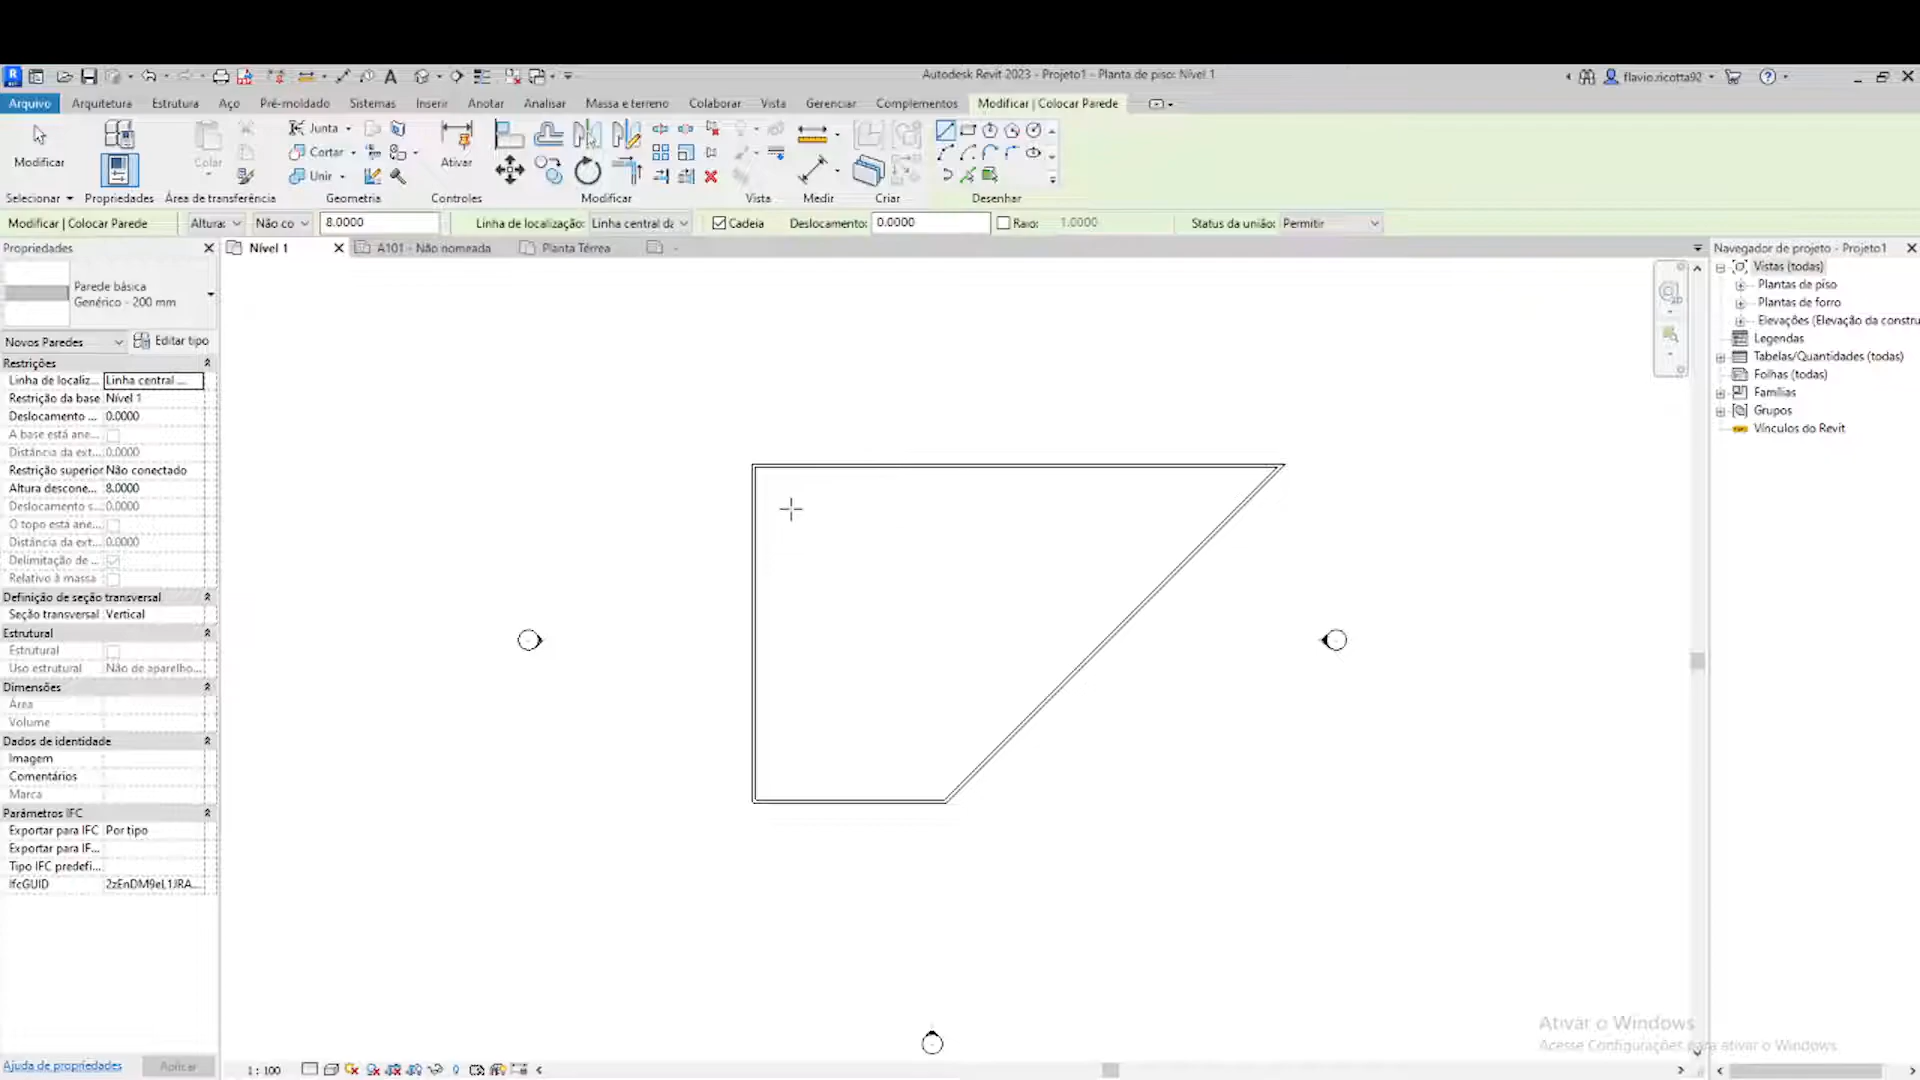 Autodesk Revit 2023 - Projeto1 - Planta de piso: Nível 1
flavio.ricotta92
Arquivo Arquitetura Estrutura Aço Pré-moldado Sistemas Inserir Anotar Analisar Massa e terreno Colaborar Vista Gerenciar Complementos Modificar | Colocar Parede
Modificar
Colar
Junta
Cortar
Unir
Ativar
Selecionar Propriedades Área de transferência Geometria Controles Modificar Vista Medir Criar Desenhar
Modificar | Colocar Parede Altura: Não co 8.0000 Linha de localização: Linha central da Cadeia Deslocamento: 0.0000 Raio: 1.0000 Status da união: Permitir
Propriedades
Nível 1 A101 - Não nomeada Planta Térrea
Navegador de projeto - Projeto1
Parede básica
Genérico - 200 mm
Novos Paredes Editar tipo
Restrições
Linha de localiz... Linha central ...
Restrição da base Nível 1
Deslocamento ... 0.0000
A base está ane...
Distância da ext... 0.0000
Restrição superior Não conectado
Altura descone... 8.0000
Deslocamento s... 0.0000
O topo está ane...
Distância da ext... 0.0000
Delimitação de ...
Relativo à massa
Definição de seção transversal
Seção transversal Vertical
Estrutural
Estrutural
Uso estrutural Não de aparelho...
Dimensões
Área
Volume
Dados de identidade
Imagem
Comentários
Marca
Parâmetros IFC
Exportar para IFC Por tipo
Exportar para IF...
Tipo IFC predefi...
IfcGUID 2zEnDM9eL1JRA...
Ajuda de propriedades Aplicar
1 : 100
Vistas (todas)
Plantas de piso
Plantas de forro
Elevações (Elevação da constru
Legendas
Tabelas/Quantidades (todas)
Folhas (todas)
Famílias
Grupos
Vínculos do Revit
Ativar o Windows
Acesse Configurações para ativar o Windows.